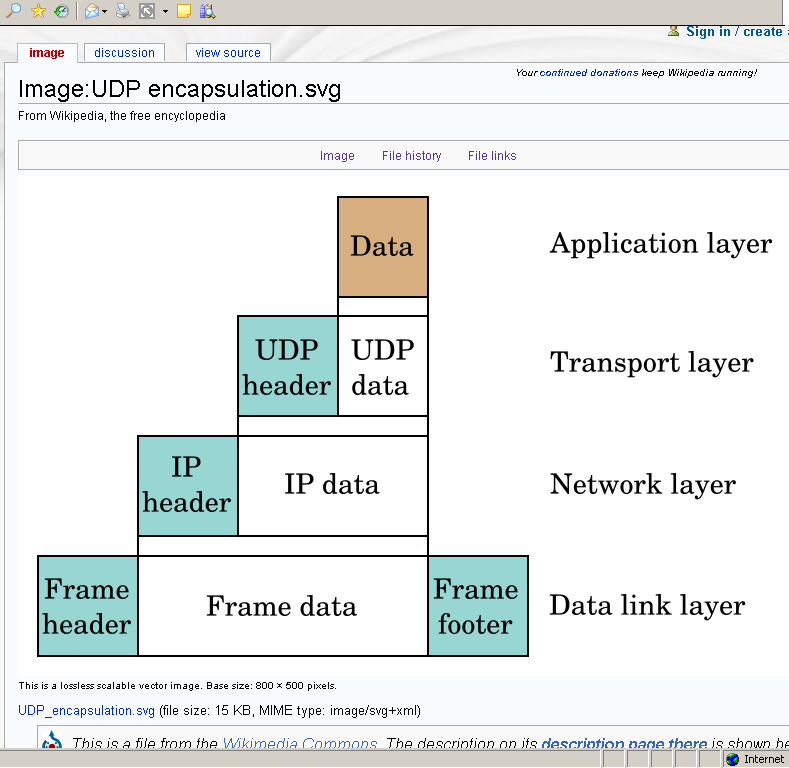 Sign in / create
image
discussion
view source
Your continued donations keep Wikipedia running!
Image:UDP encapsulation.svg
From Wikipedia, the free encyclopedia
Image File history File links
Data
Application layer
UDP header
UDP data
Transport layer
IP header
IP data
Network layer
Frame header
Frame data
Frame footer
Data link layer
This is a lossless scalable vector image. Base size: 800 × 500 pixels.
UDP_encapsulation.svg (file size: 15 KB, MIME type: image/svg+xml)
This is a file from the Wikimedia Commons. The description on its description page there is shown
Internet